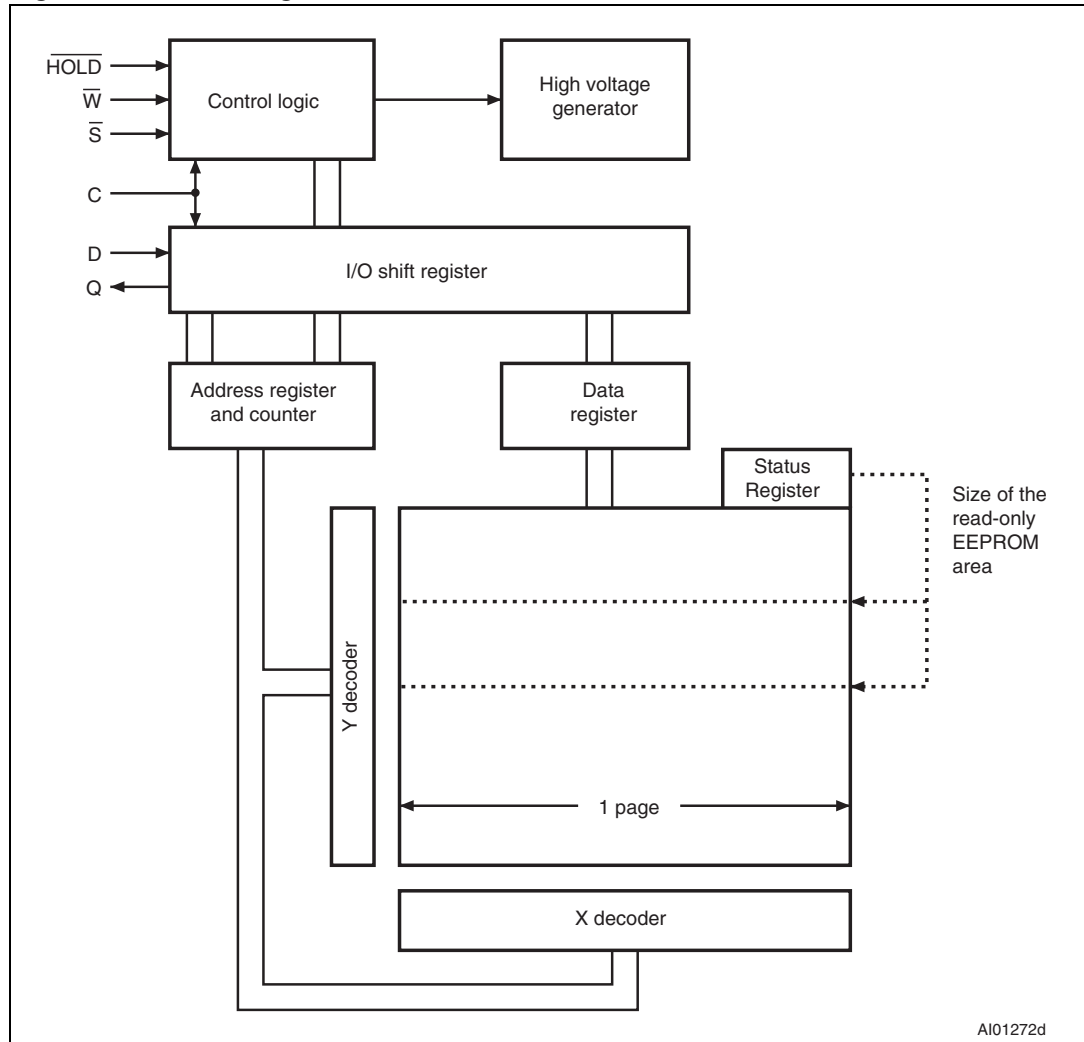 HOLD
W
S
C
D
Q
Control logic
High voltage
generator
I/O shift register
Address register
and counter
Data
register
Status
Register
Size of the
read-only
EEPROM
area
Y decoder
1 page
X decoder
AI01272d